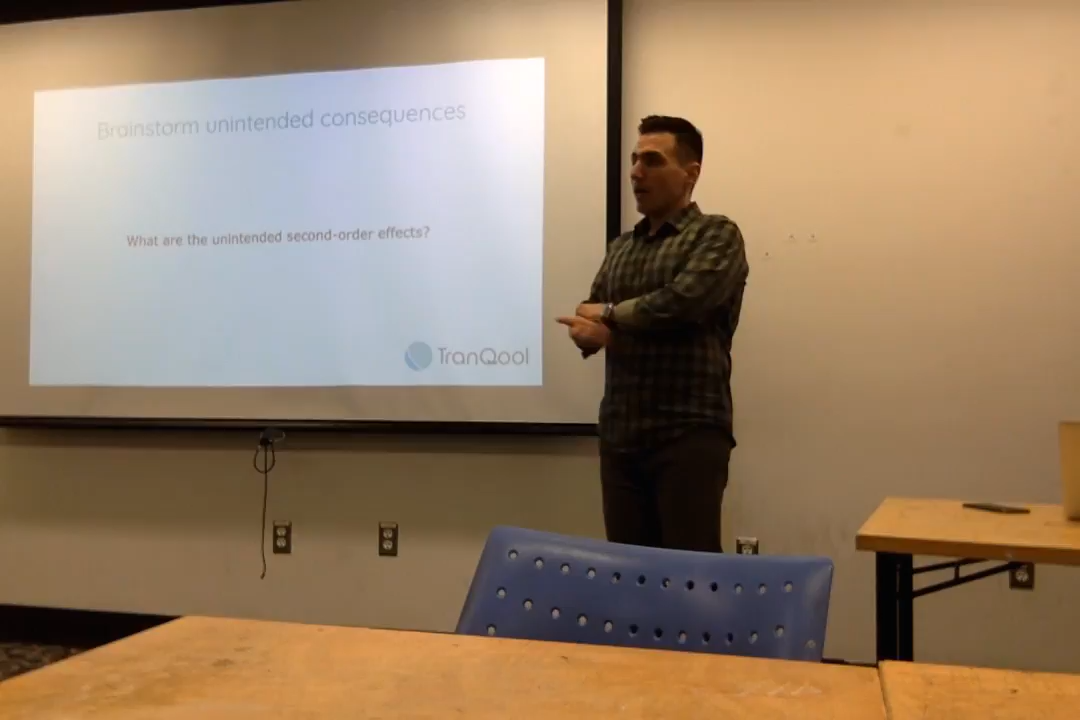 Brainstorm unintended consequences
What are the unintended second-order effects?
TranQool